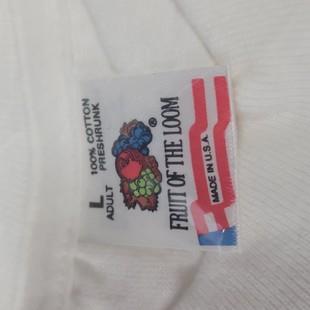 L
ADULT
100% COTTON
PRESHRUNK
®
FRUIT OF THE LOOM
MADE IN U.S.A.